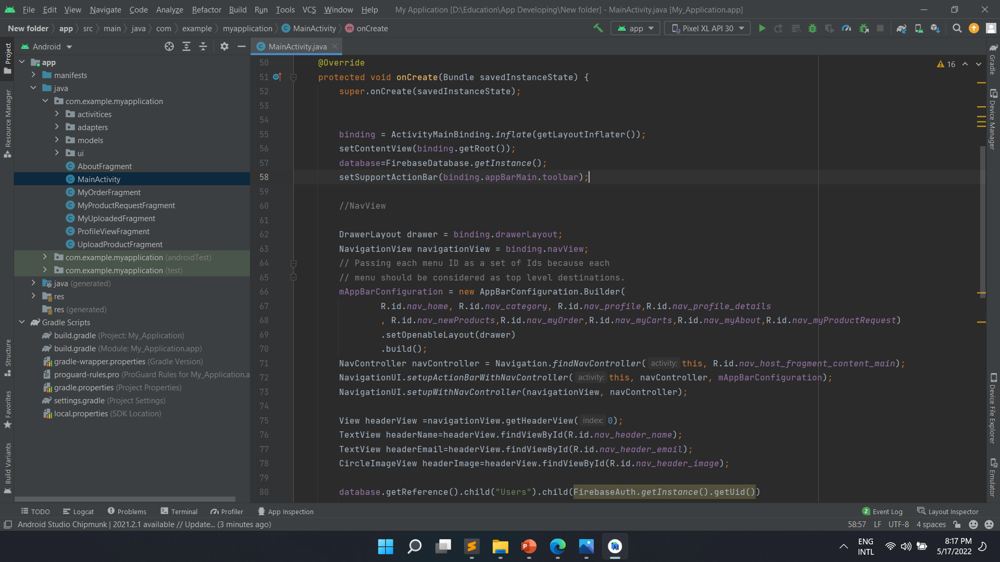 File Edit View Navigate Code Analyze Refactor Build Run Tools VCS Window Help My Application [D:\Education\App Developing\New folder] - MainActivity.java [My_Application.app]
New folder app src main java com example myapplication MainActivity onCreate app Pixel XL API 30
Android
MainActivity.java
Project
Resource Manager
Structure
Favorites
Build Variants
app
manifests
java
com.example.myapplication
activitices
adapters
models
ui
AboutFragment
MainActivity
MyOrderFragment
MyProductRequestFragment
MyUploadedFragment
ProfileViewFragment
UploadProductFragment
com.example.myapplication (androidTest)
com.example.myapplication (test)
java (generated)
res
res (generated)
Gradle Scripts
build.gradle (Project: My_Application)
build.gradle (Module: My_Application.app)
gradle-wrapper.properties (Gradle Version)
proguard-rules.pro (ProGuard Rules for My_Application.a
gradle.properties (Project Properties)
settings.gradle (Project Settings)
local.properties (SDK Location)
16
50 @Override
51 protected void onCreate(Bundle savedInstanceState) {
52 super.onCreate(savedInstanceState);
53
54
55 binding = ActivityMainBinding.inflate(getLayoutInflater());
56 setContentView(binding.getRoot());
57 database=FirebaseDatabase.getInstance();
58 setSupportActionBar(binding.appBarMain.toolbar);
59
60 //NavView
61
62 DrawerLayout drawer = binding.drawerLayout;
63 NavigationView navigationView = binding.navView;
64 // Passing each menu ID as a set of Ids because each
65 // menu should be considered as top level destinations.
66 mAppBarConfiguration = new AppBarConfiguration.Builder(
67 R.id.nav_home, R.id.nav_category, R.id.nav_profile,R.id.nav_profile_details
68 , R.id.nav_newProducts,R.id.nav_myOrder,R.id.nav_myCarts,R.id.nav_myAbout,R.id.nav_myProductRequest)
69 .setOpenableLayout(drawer)
70 .build();
71 NavController navController = Navigation.findNavController( activity: this, R.id.nav_host_fragment_content_main);
72 NavigationUI.setupActionBarWithNavController( activity: this, navController, mAppBarConfiguration);
73 NavigationUI.setupWithNavController(navigationView, navController);
74
75 View headerView =navigationView.getHeaderView( index: 0);
76 TextView headerName=headerView.findViewById(R.id.nav_header_name);
77 TextView headerEmail=headerView.findViewById(R.id.nav_header_email);
78 CircleImageView headerImage=headerView.findViewById(R.id.nav_header_image);
79
80 database.getReference().child("Users").child(FirebaseAuth.getInstance().getUid())
Gradle
Device Manager
Device File Explorer
Emulator
TODO Logcat Problems Terminal Profiler App Inspection 2 Event Log Layout Inspector
Android Studio Chipmunk | 2021.2.1 available // Update... (3 minutes ago) 58:57 LF UTF-8 4 spaces
ENG
INTL
8:17 PM
5/17/2022